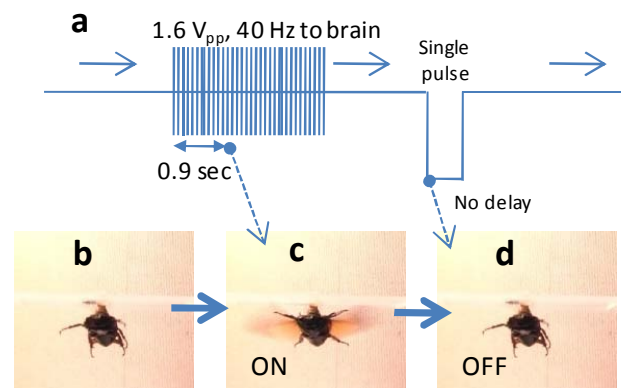 a
1.6 Vpp, 40 Hz to brain
Single
pulse
0.9 sec
No delay
b
c
d
ON
OFF